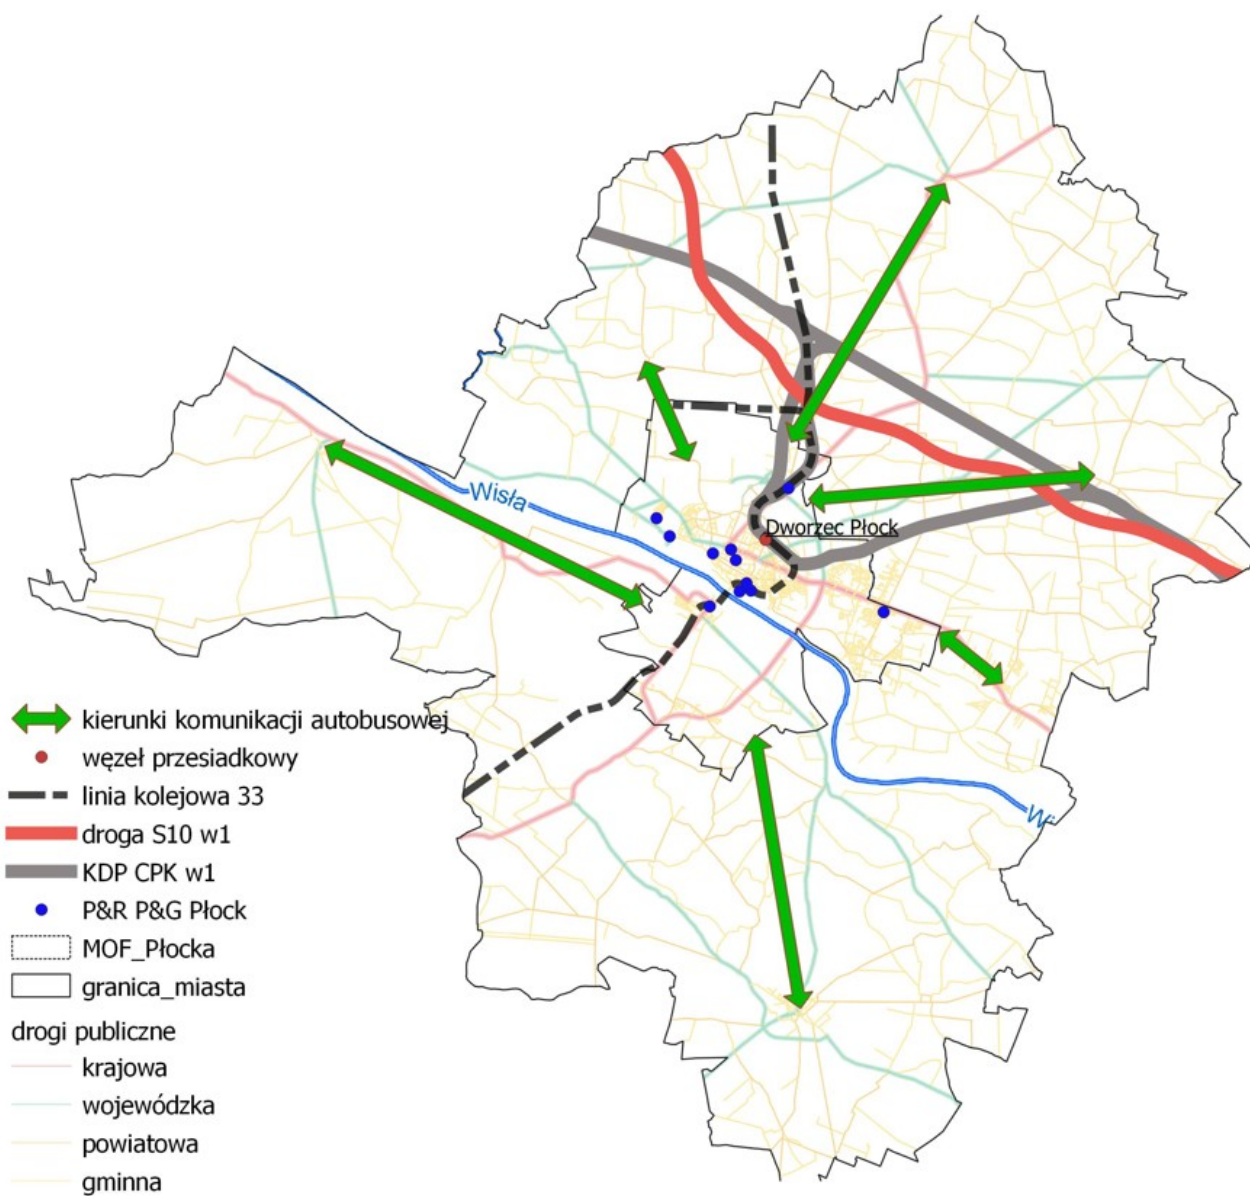 Wisła
Dworzec Płock
Wi
kierunki komunikacji autobusowej
węzeł przesiadkowy
linia kolejowa 33
droga S10 w1
KDP CPK w1
P&R P&G Płock
MOF_Płocka
granica_miasta
drogi publiczne
krajowa
wojewódzka
powiatowa
gminna